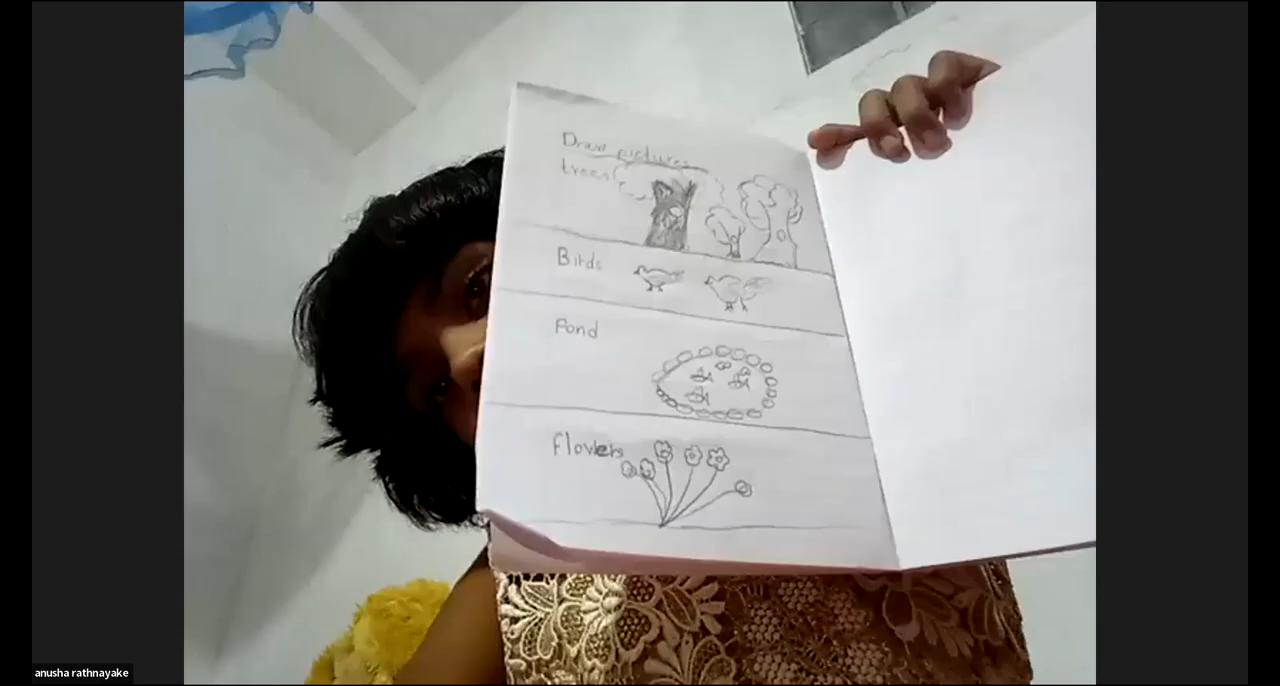 Draw pictures
trees
Birds
Pond
flowers
anusha rathnayake